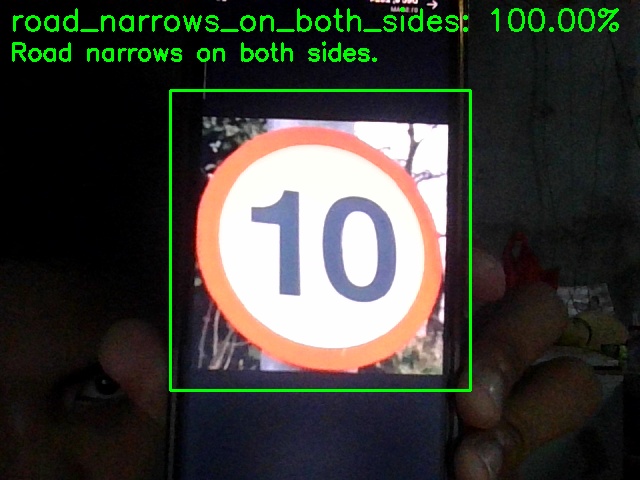 road_narrows_on_both_sides: 100.00%
Road narrows on both sides.
10